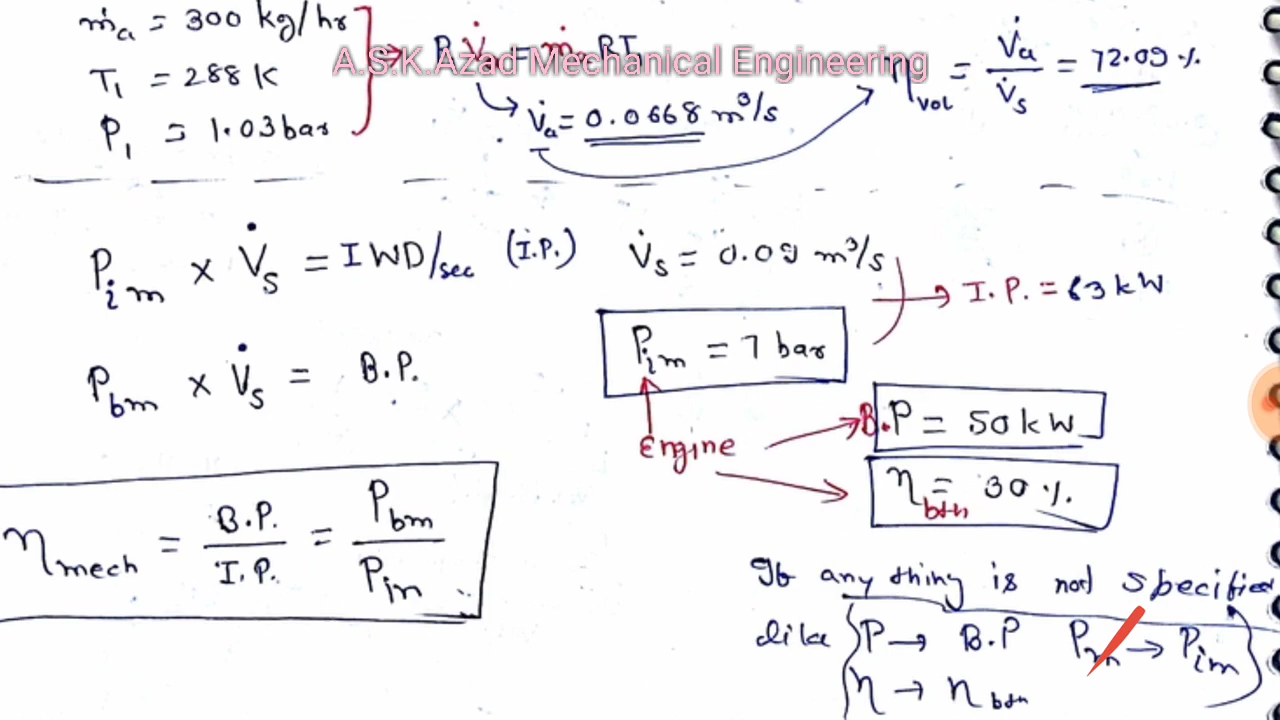 ṁa = 300 kg/hr
T1 = 288 K
P1 = 1.03 bar
A.S.K.Azad Mechanical Engineering
V̇a = 0.0668 m³/s
ηvol = V̇a / V̇s = 72.09 %
Pim × V̇s = IWD/sec (I.P.)
V̇s = 0.09 m³/s
I.P. = 63 kW
Pim = 7 bar
Pbm × V̇s = B.P.
B.P = 50 kW
Engine
ηbth = 30 %
ηmech = B.P. / I.P. = Pbm / Pim
If any thing is not specified
like P → B.P Pm → Pim
η → ηbth